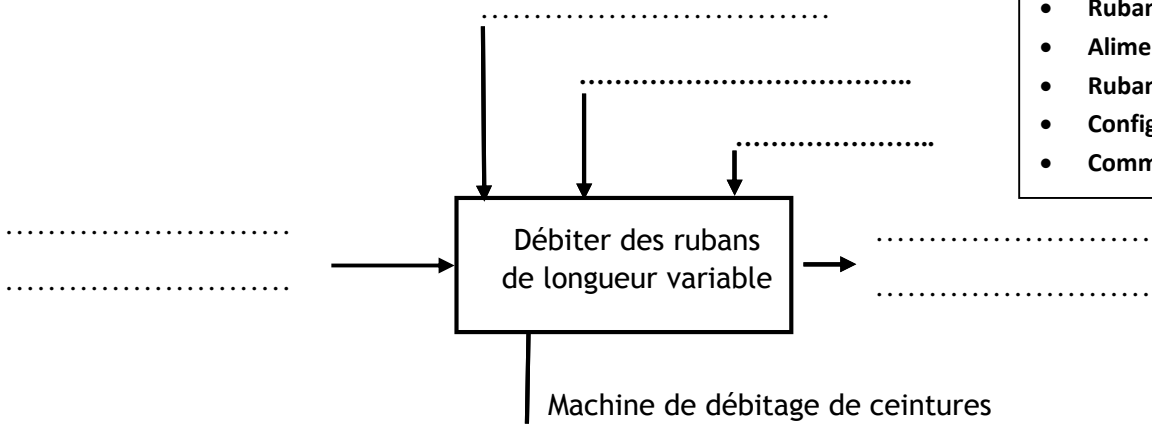 • Ruban
• Alime
• Ruban
• Config
• Comm
Débiter des rubans
de longueur variable
Machine de débitage de ceintures